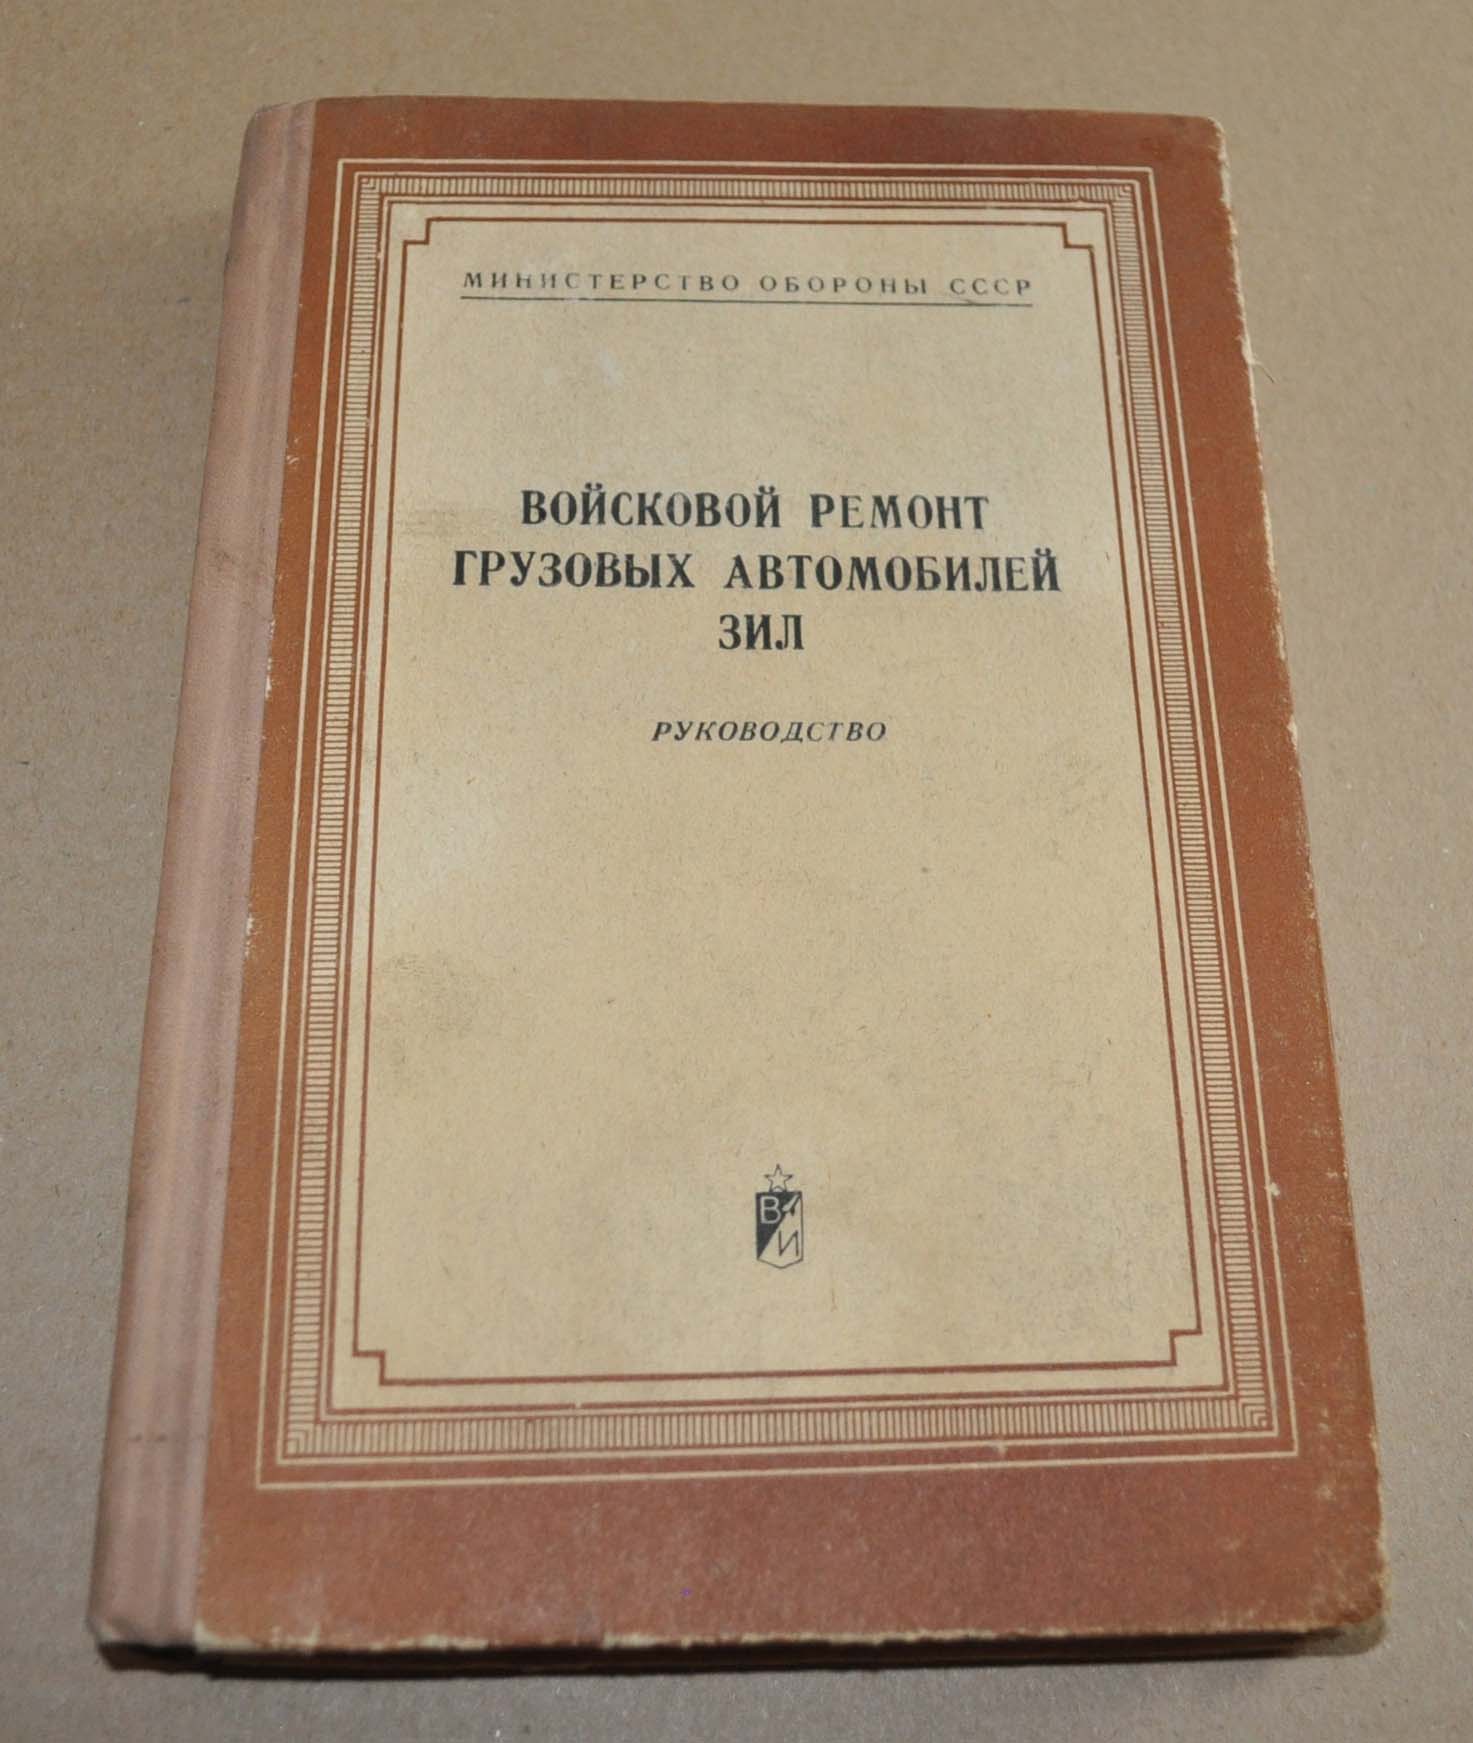 МИНИСТЕРСТВО ОБОРОНЫ СССР
ВОЙСКОВОЙ РЕМОНТ
ГРУЗОВЫХ АВТОМОБИЛЕЙ
ЗИЛ
РУКОВОДСТВО
В
И